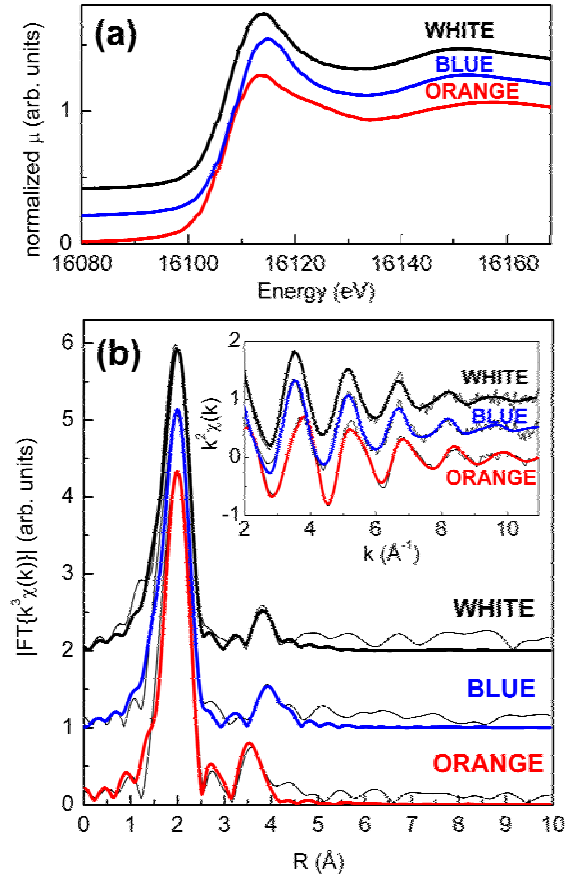 (a)
WHITE
BLUE
ORANGE
normalized μ (arb. units)
1
0
16080 16100 16120 16140 16160
Energy (eV)
(b)
|FT{k³χ(k)}| (arb. units)
6
5
4
3
2
1
0
k²χ(k)
2
1
0
-1
WHITE
BLUE
ORANGE
2 4 6 8 10
k (Å⁻¹)
WHITE
BLUE
ORANGE
0 1 2 3 4 5 6 7 8 9 10
R (Å)